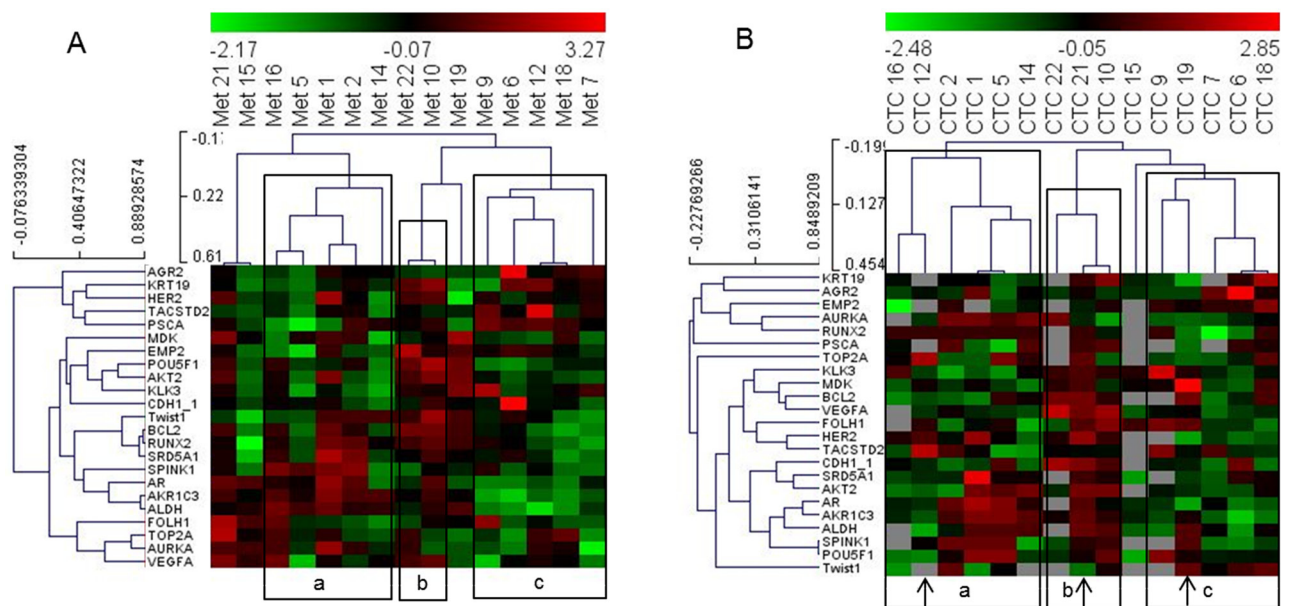 A
-2.17 -0.07 3.27
Met 21
Met 15
Met 16
Met 5
Met 1
Met 2
Met 14
Met 22
Met 10
Met 19
Met 9
Met 6
Met 12
Met 18
Met 7
0.22
0.61
-0.076339304
0.40647322
0.88928574
AGR2
KRT19
HER2
TACSTD2
PSCA
MDK
EMP2
POU5F1
AKT2
KLK3
CDH1_1
Twist1
BCL2
RUNX2
SRD5A1
SPINK1
AR
AKR1C3
ALDH
FOLH1
TOP2A
AURKA
VEGFA
a b c
B
-2.48 -0.05 2.85
CTC 16
CTC 12
CTC 2
CTC 1
CTC 5
CTC 14
CTC 22
CTC 21
CTC 10
CTC 15
CTC 9
CTC 19
CTC 7
CTC 6
CTC 18
0.127
0.454
-0.22769266
0.3106141
0.8489209
KRT19
AGR2
EMP2
AURKA
RUNX2
PSCA
TOP2A
KLK3
MDK
BCL2
VEGFA
FOLH1
HER2
TACSTD2
CDH1_1
SRD5A1
AKT2
AR
AKR1C3
ALDH
SPINK1
POU5F1
Twist1
a b c